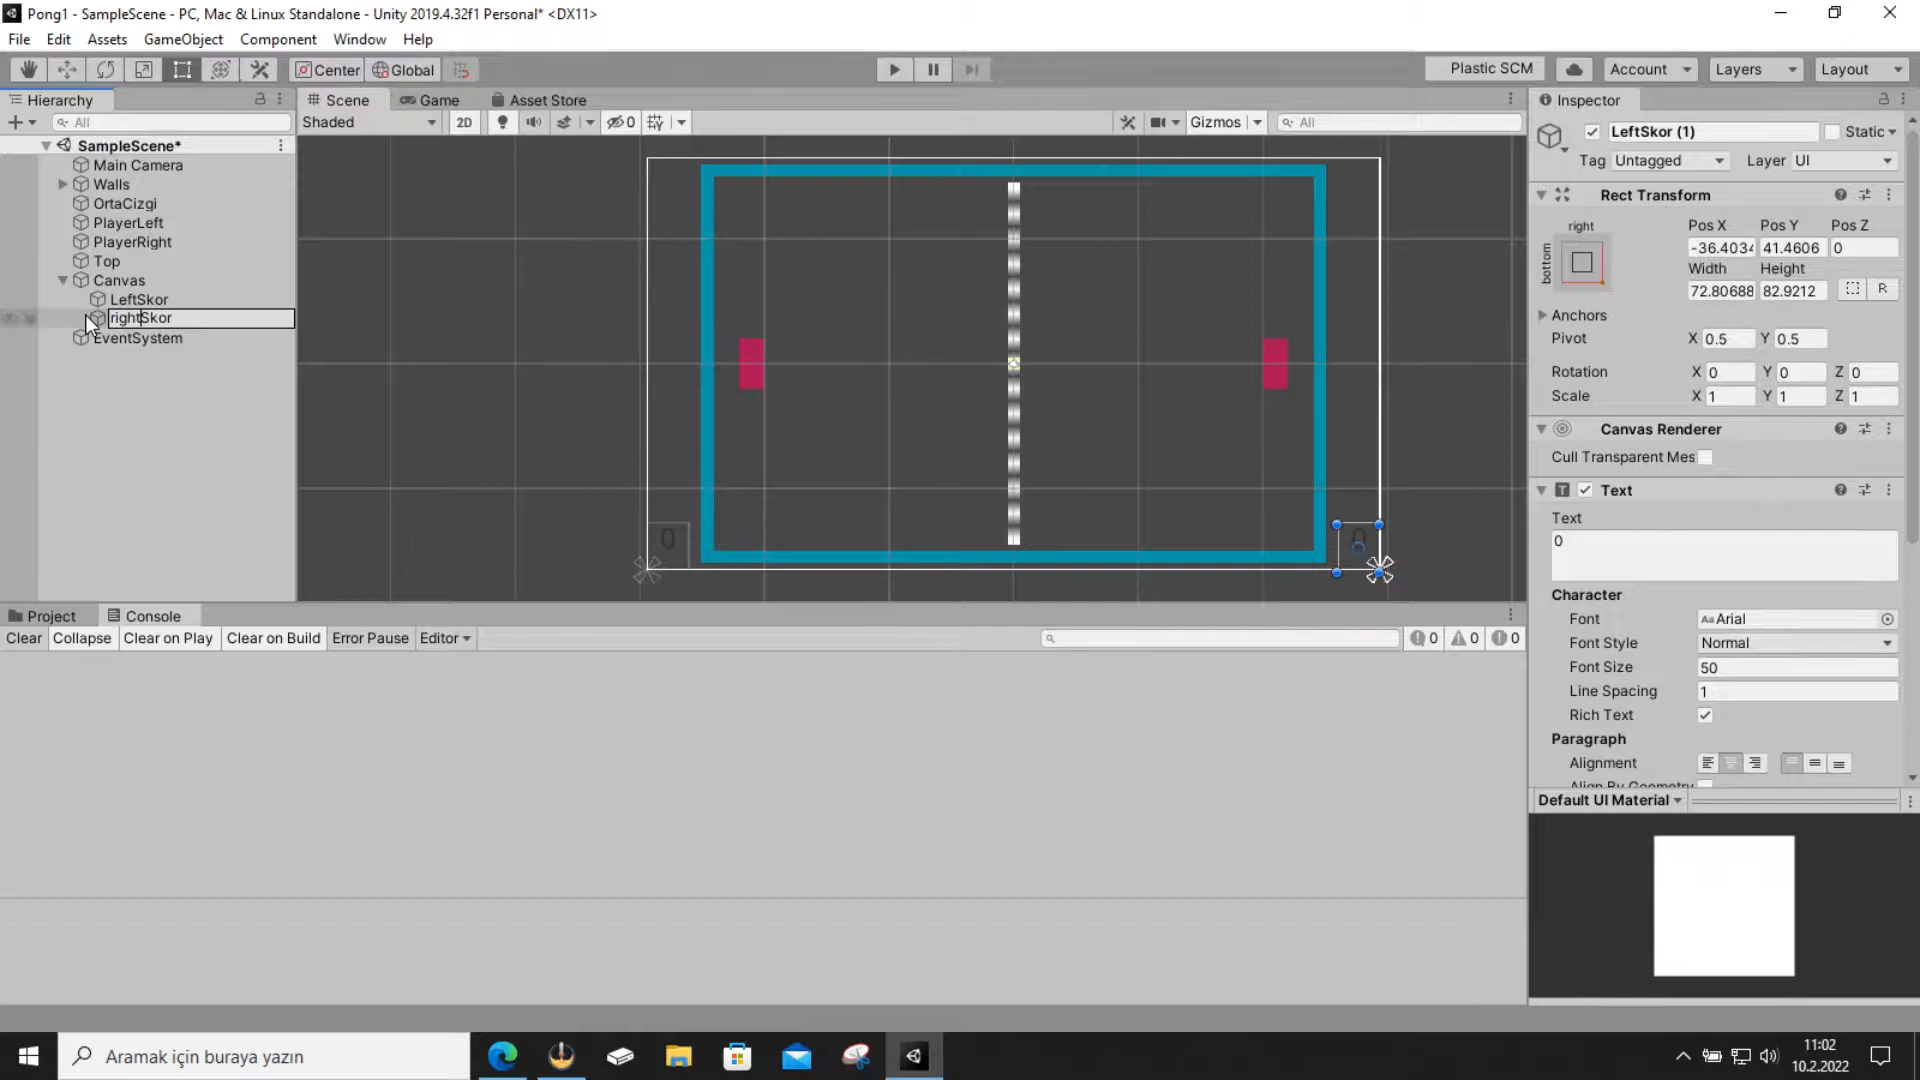 Pong1 - SampleScene - PC, Mac & Linux Standalone - Unity 2019.4.32f1 Personal* <DX11>
File Edit Assets GameObject Component Window Help
Center Global Plastic SCM Account Layers Layout
Hierarchy Scene Game Asset Store Inspector
All Shaded 2D 0 Gizmos All
LeftSkor (1) Static
SampleScene*
Tag Untagged Layer UI
Main Camera
Walls
OrtaCizgi
PlayerLeft
PlayerRight
Top
Canvas
LeftSkor
rightSkor
EventSystem
0
Rect Transform
right
bottom
Pos X Pos Y Pos Z
-36.4034 41.4606 0
Width Height
72.80688 82.9212 R
Anchors
Pivot X 0.5 Y 0.5
Rotation X 0 Y 0 Z 0
Scale X 1 Y 1 Z 1
Canvas Renderer
Cull Transparent Mes
Text
Text
0
Character
Font Aa Arial
Font Style Normal
Font Size 50
Line Spacing 1
Rich Text
Paragraph
Alignment
Align By Geometry
Default UI Material
Project Console
Clear Collapse Clear on Play Clear on Build Error Pause Editor 0 0 0
Aramak için buraya yazın
11:02
10.2.2022